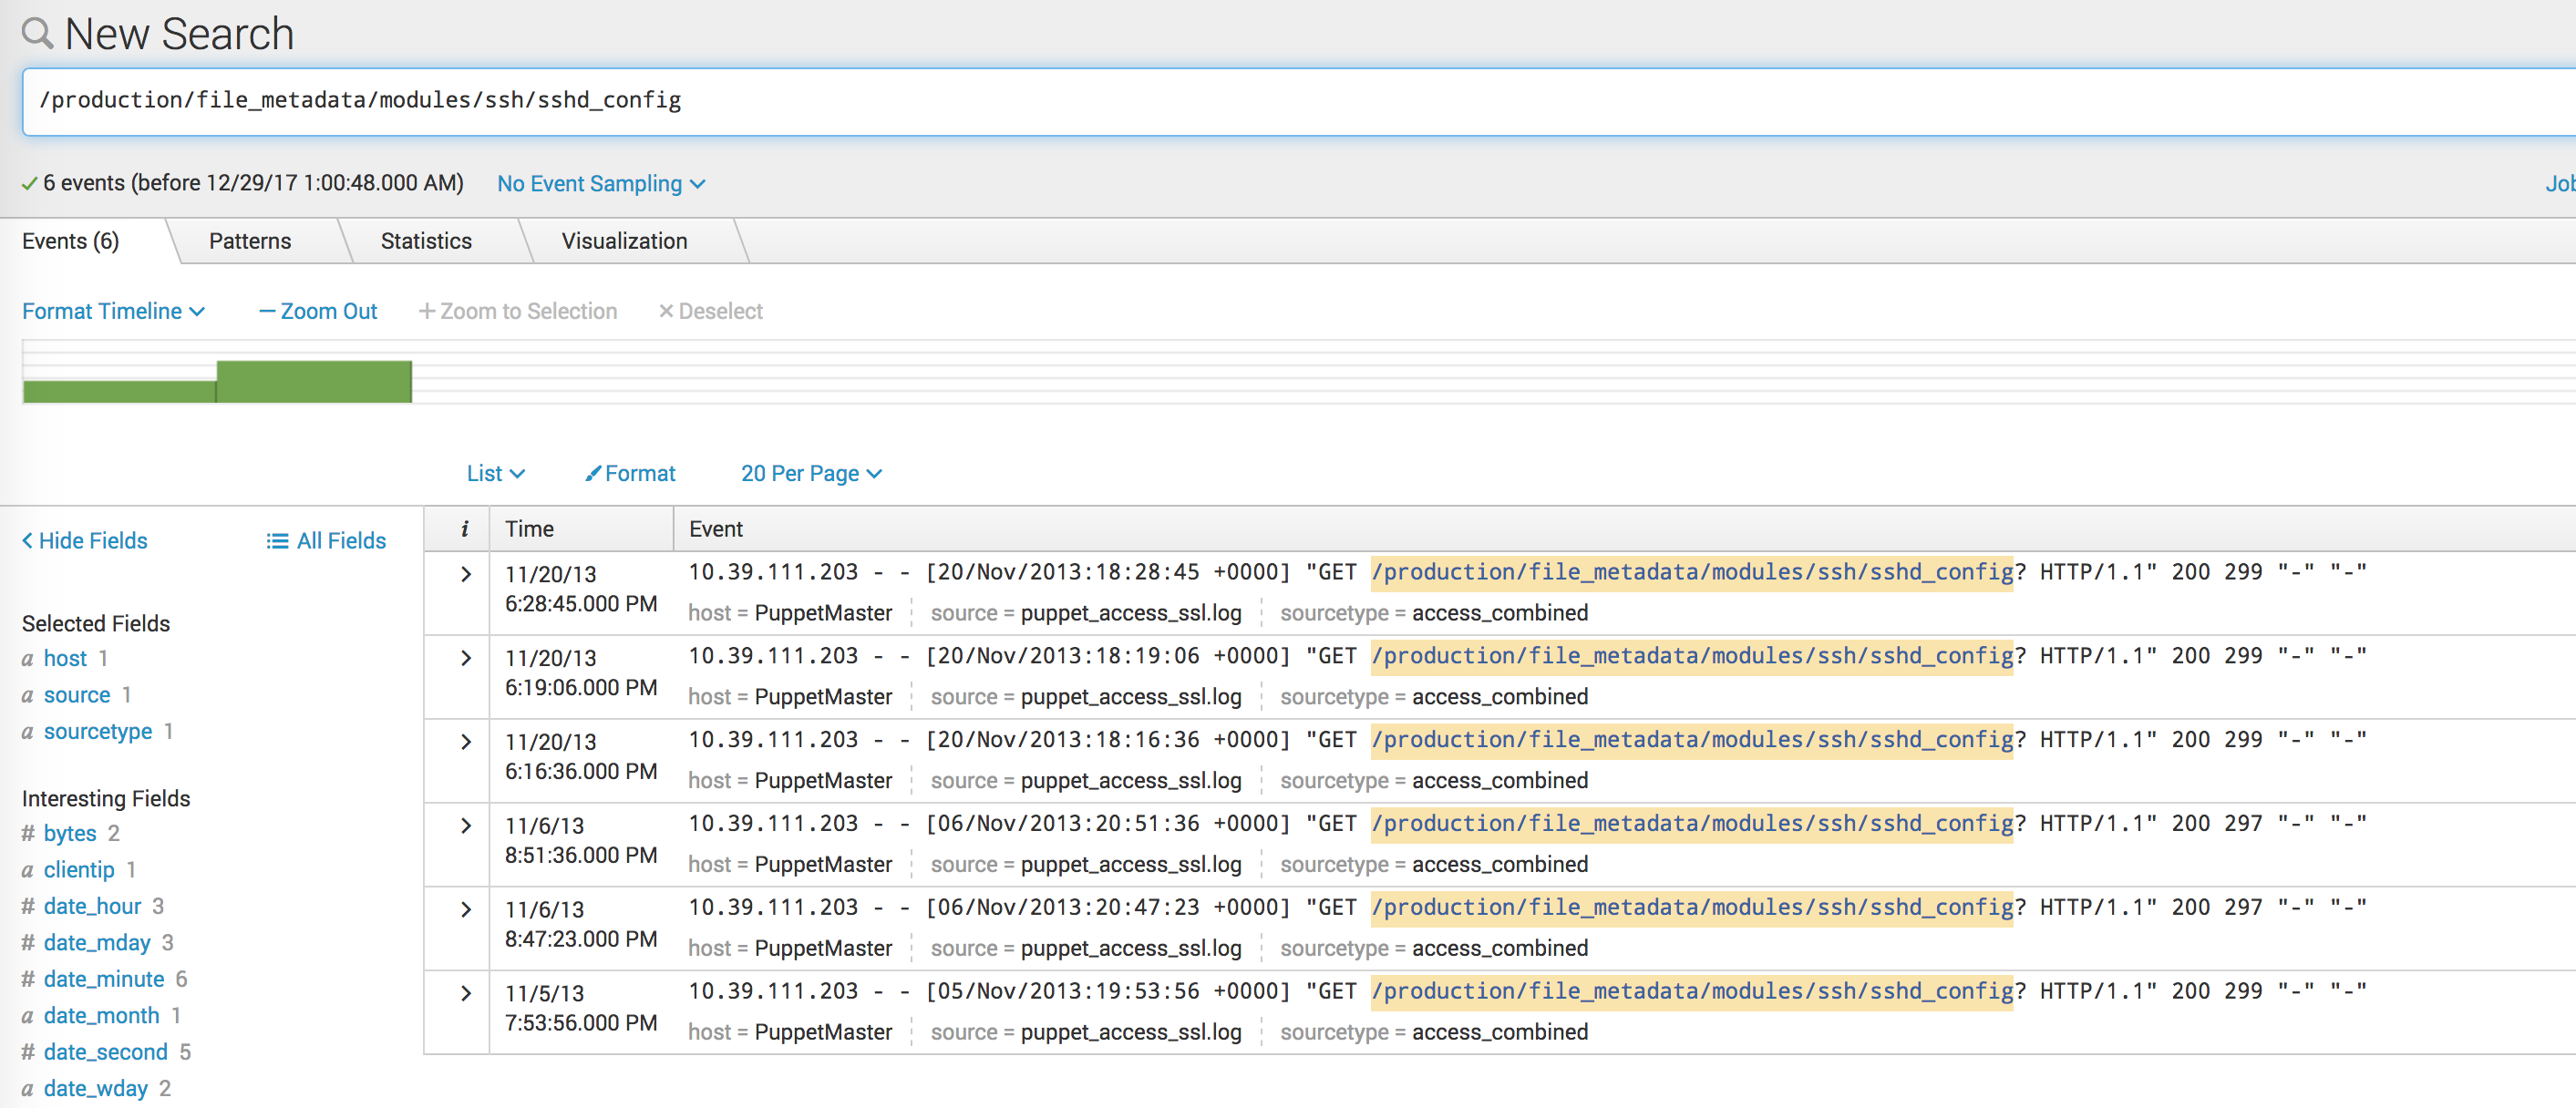 New Search
/production/file_metadata/modules/ssh/sshd_config
6 events (before 12/29/17 1:00:48.000 AM) No Event Sampling
Job
Events (6) Patterns Statistics Visualization
Format Timeline — Zoom Out + Zoom to Selection × Deselect
List Format 20 Per Page
< Hide Fields All Fields
i Time Event
Selected Fields
a host 1
a source 1
a sourcetype 1
Interesting Fields
# bytes 2
a clientip 1
# date_hour 3
# date_mday 3
# date_minute 6
a date_month 1
# date_second 5
a date_wday 2
> 11/20/13 10.39.111.203 - - [20/Nov/2013:18:28:45 +0000] "GET /production/file_metadata/modules/ssh/sshd_config? HTTP/1.1" 200 299 "-" "-"
6:28:45.000 PM host = PuppetMaster source = puppet_access_ssl.log sourcetype = access_combined
> 11/20/13 10.39.111.203 - - [20/Nov/2013:18:19:06 +0000] "GET /production/file_metadata/modules/ssh/sshd_config? HTTP/1.1" 200 299 "-" "-"
6:19:06.000 PM host = PuppetMaster source = puppet_access_ssl.log sourcetype = access_combined
> 11/20/13 10.39.111.203 - - [20/Nov/2013:18:16:36 +0000] "GET /production/file_metadata/modules/ssh/sshd_config? HTTP/1.1" 200 299 "-" "-"
6:16:36.000 PM host = PuppetMaster source = puppet_access_ssl.log sourcetype = access_combined
> 11/6/13 10.39.111.203 - - [06/Nov/2013:20:51:36 +0000] "GET /production/file_metadata/modules/ssh/sshd_config? HTTP/1.1" 200 297 "-" "-"
8:51:36.000 PM host = PuppetMaster source = puppet_access_ssl.log sourcetype = access_combined
> 11/6/13 10.39.111.203 - - [06/Nov/2013:20:47:23 +0000] "GET /production/file_metadata/modules/ssh/sshd_config? HTTP/1.1" 200 297 "-" "-"
8:47:23.000 PM host = PuppetMaster source = puppet_access_ssl.log sourcetype = access_combined
> 11/5/13 10.39.111.203 - - [05/Nov/2013:19:53:56 +0000] "GET /production/file_metadata/modules/ssh/sshd_config? HTTP/1.1" 200 299 "-" "-"
7:53:56.000 PM host = PuppetMaster source = puppet_access_ssl.log sourcetype = access_combined